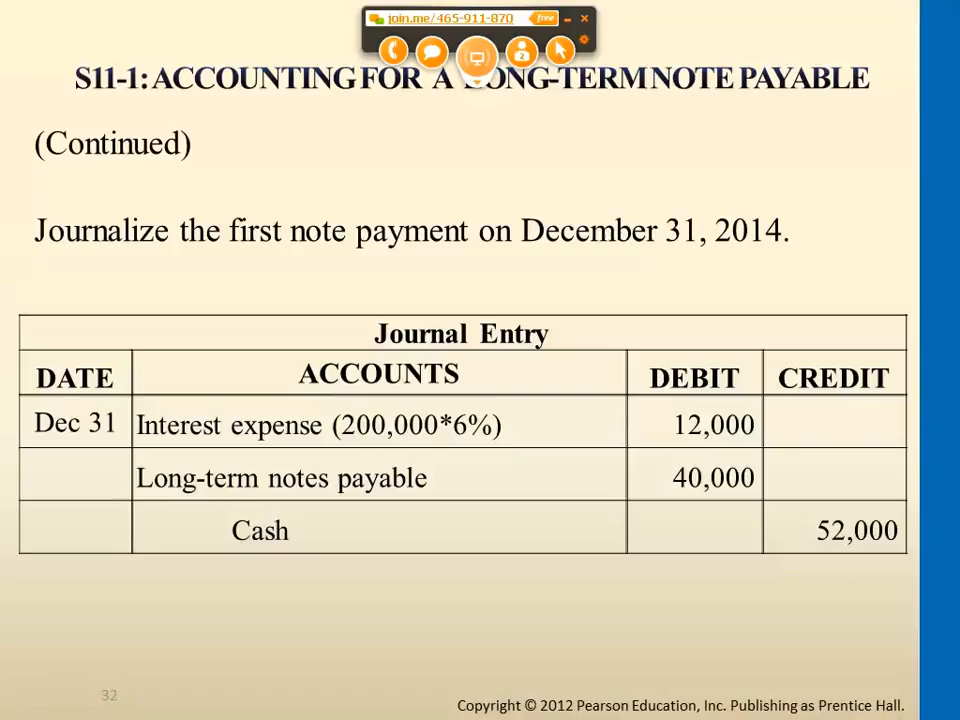 join.me/465-911-870 free
2
S11-1: ACCOUNTING FOR A LONG-TERM NOTE PAYABLE
(Continued)
Journalize the first note payment on December 31, 2014.
Journal Entry
DATE ACCOUNTS DEBIT CREDIT
Dec 31 Interest expense (200,000*6%) 12,000
Long-term notes payable 40,000
Cash 52,000
32
Copyright © 2012 Pearson Education, Inc. Publishing as Prentice Hall.